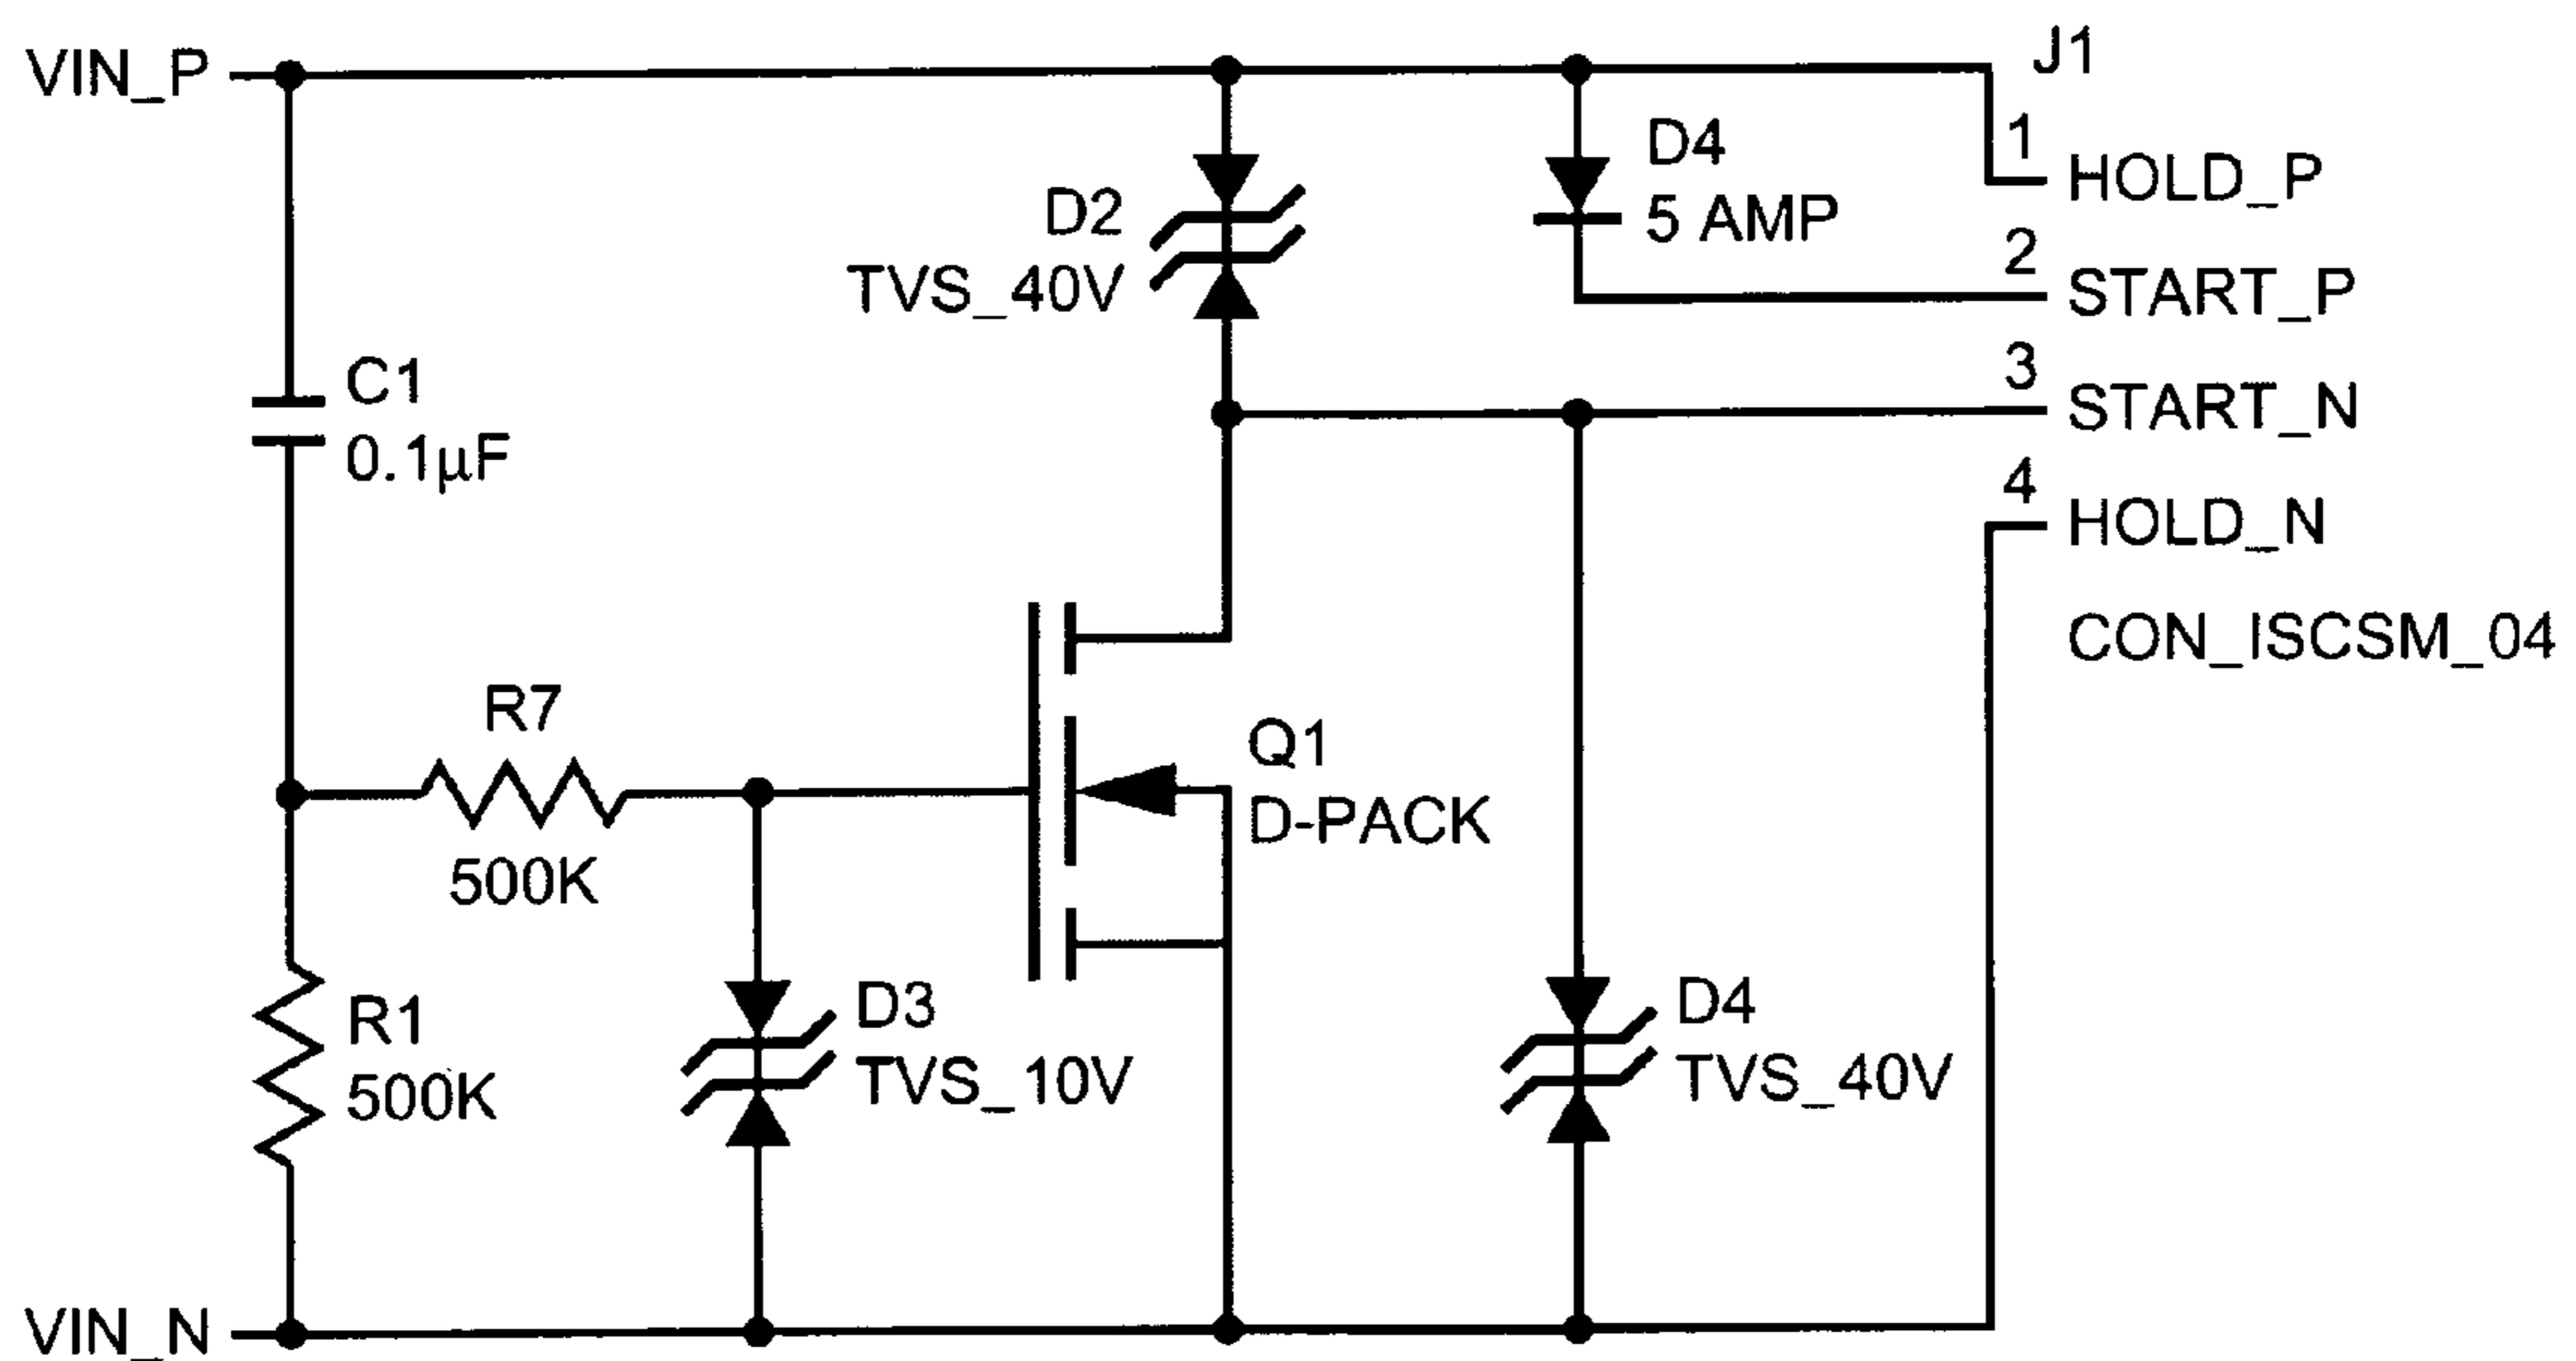 VIN_P
J1
1
HOLD_P
D4
5 AMP
2
START_P
D2
TVS_40V
3
START_N
C1
0.1µF
4
HOLD_N
CON_ISCSM_04
R7
500K
Q1
D-PACK
R1
500K
D3
TVS_10V
D4
TVS_40V
VIN_N